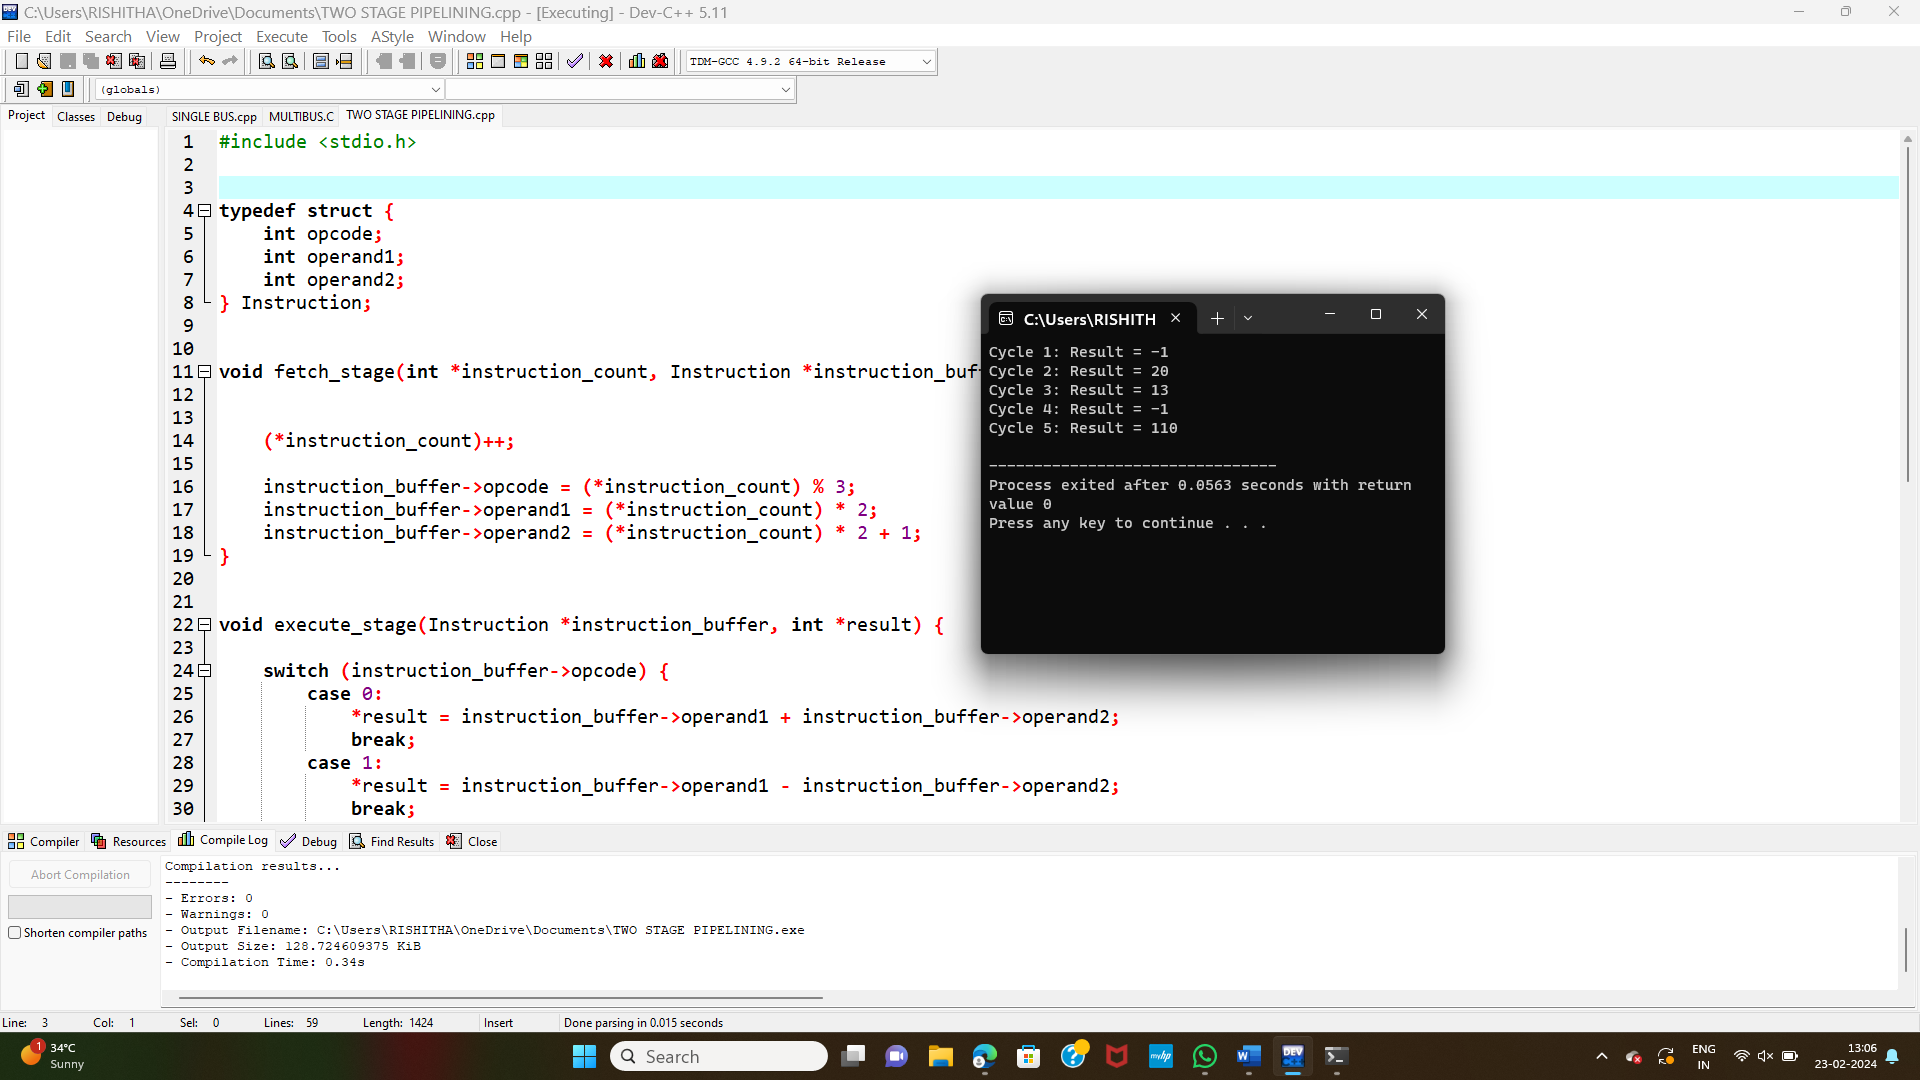 C:\Users\RISHITHA\OneDrive\Documents\TWO STAGE PIPELINING.cpp - [Executing] - Dev-C++ 5.11
File Edit Search View Project Execute Tools AStyle Window Help
TDM-GCC 4.9.2 64-bit Release
(globals)
Project Classes Debug
SINGLE BUS.cpp MULTIBUS.C TWO STAGE PIPELINING.cpp
1 #include <stdio.h>
2
3
4 typedef struct {
5 int opcode;
6 int operand1;
7 int operand2;
8 } Instruction;
9
10
11 void fetch_stage(int *instruction_count, Instruction *instruction_buf
12
13
14 (*instruction_count)++;
15
16 instruction_buffer->opcode = (*instruction_count) % 3;
17 instruction_buffer->operand1 = (*instruction_count) * 2;
18 instruction_buffer->operand2 = (*instruction_count) * 2 + 1;
19 }
20
21
22 void execute_stage(Instruction *instruction_buffer, int *result) {
23
24 switch (instruction_buffer->opcode) {
25 case 0:
26 *result = instruction_buffer->operand1 + instruction_buffer->operand2;
27 break;
28 case 1:
29 *result = instruction_buffer->operand1 - instruction_buffer->operand2;
30 break;
C:\Users\RISHITH
Cycle 1: Result = -1
Cycle 2: Result = 20
Cycle 3: Result = 13
Cycle 4: Result = -1
Cycle 5: Result = 110
--------------------------------
Process exited after 0.0563 seconds with return
value 0
Press any key to continue . . .
Compiler Resources Compile Log Debug Find Results Close
Abort Compilation
Shorten compiler paths
Compilation results...
--------
- Errors: 0
- Warnings: 0
- Output Filename: C:\Users\RISHITHA\OneDrive\Documents\TWO STAGE PIPELINING.exe
- Output Size: 128.724609375 KiB
- Compilation Time: 0.34s
Line: 3 Col: 1 Sel: 0 Lines: 59 Length: 1424 Insert Done parsing in 0.015 seconds
1
34°C
Sunny
Search
myhp
W
DEV
ENG
IN
13:06
23-02-2024